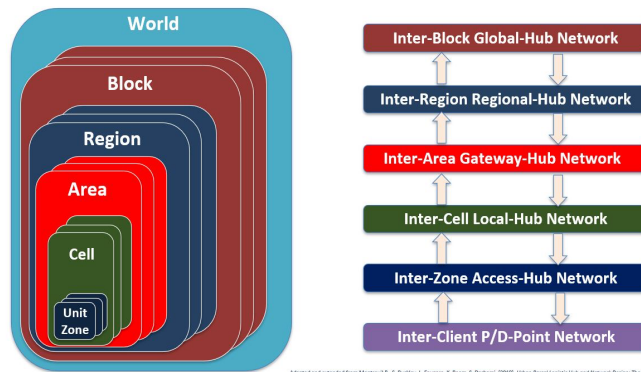 World
Block
Region
Area
Cell
Unit
Zone
Inter-Block Global-Hub Network
Inter-Region Regional-Hub Network
Inter-Area Gateway-Hub Network
Inter-Cell Local-Hub Network
Inter-Zone Access-Hub Network
Inter-Client P/D-Point Network